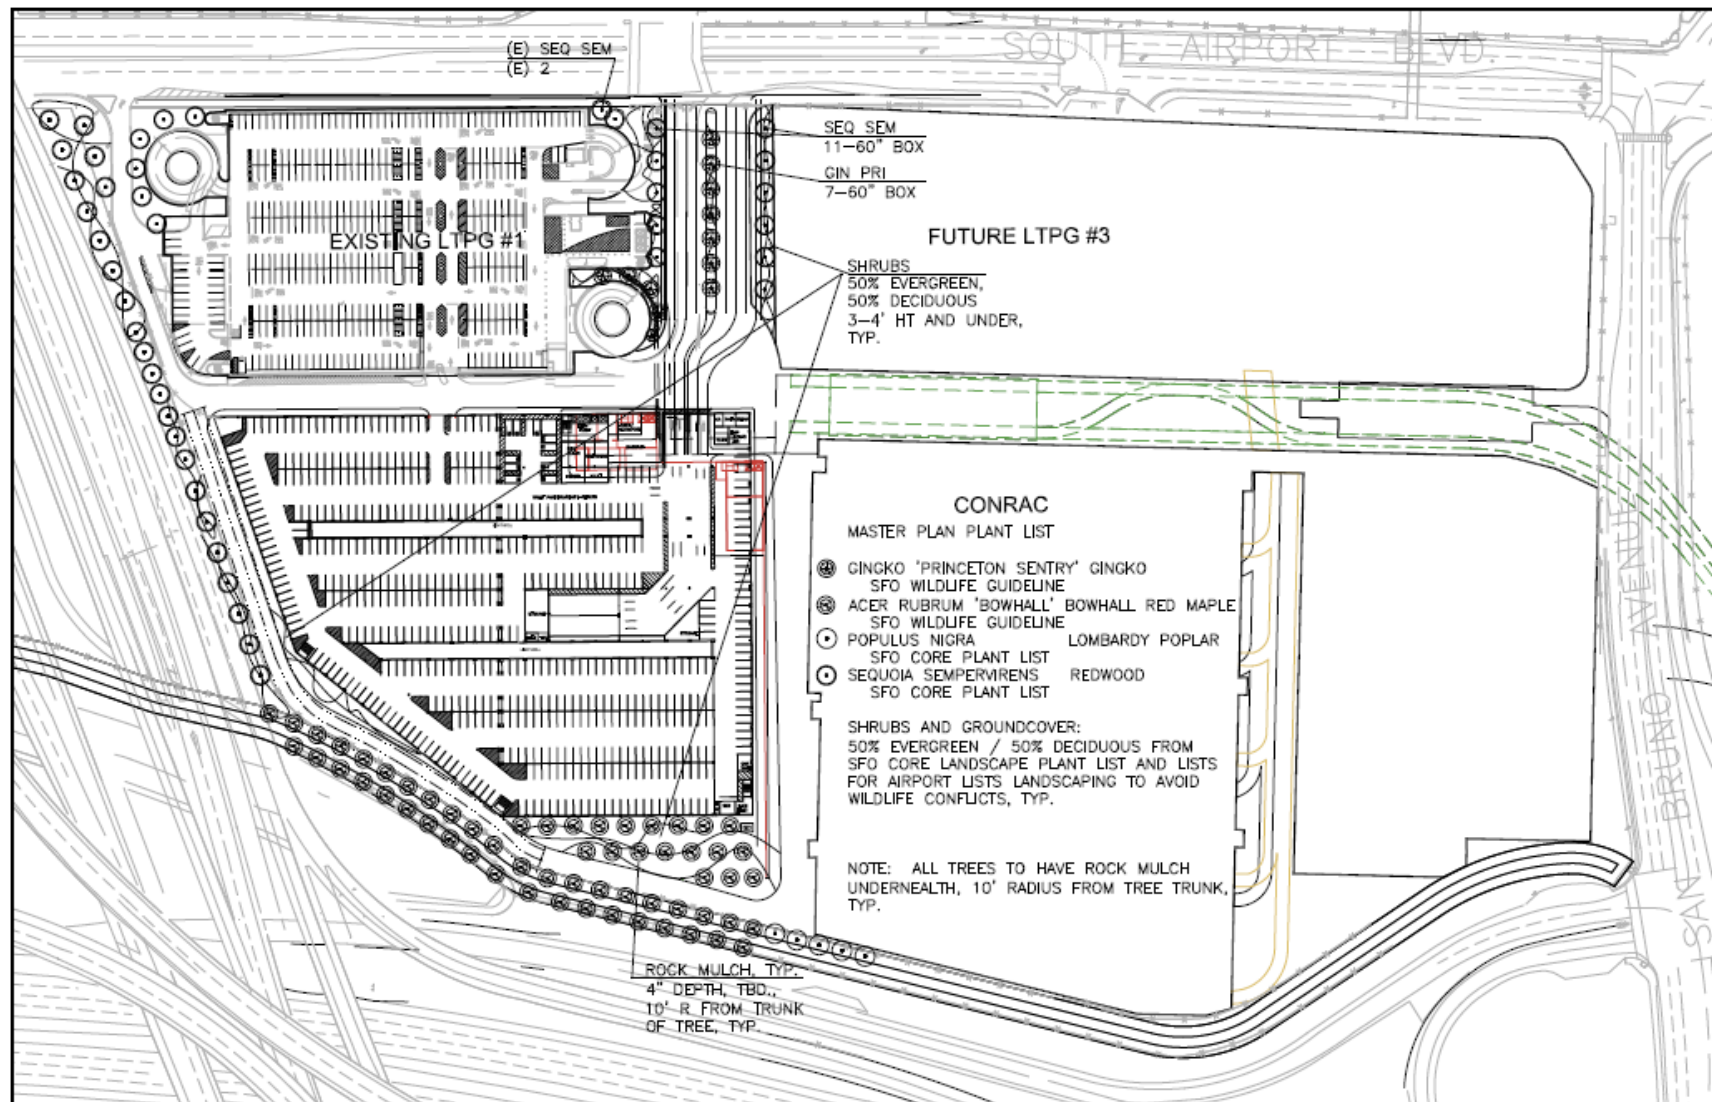 SOUTH AIRPORT BLVD.
(E) SEQ SEM
(E) 2
SEQ SEM
11-60" BOX
GIN PRI
7-60" BOX
EXISTING LTPG #1
FUTURE LTPG #3
SHRUBS
50% EVERGREEN,
50% DECIDUOUS
3-4' HT AND UNDER,
TYP.
CONRAC
MASTER PLAN PLANT LIST
GINGKO 'PRINCETON SENTRY' GINGKO
SFO WILDLIFE GUIDELINE
ACER RUBRUM 'BOWHALL' BOWHALL RED MAPLE
SFO WILDLIFE GUIDELINE
POPULUS NIGRA LOMBARDY POPLAR
SFO CORE PLANT LIST
SEQUOIA SEMPERVIRENS REDWOOD
SFO CORE PLANT LIST
SHRUBS AND GROUNDCOVER:
50% EVERGREEN / 50% DECIDUOUS FROM
SFO CORE LANDSCAPE PLANT LIST AND LISTS
FOR AIRPORT LISTS LANDSCAPING TO AVOID
WILDLIFE CONFLICTS, TYP.
NOTE: ALL TREES TO HAVE ROCK MULCH
UNDERNEALTH, 10' RADIUS FROM TREE TRUNK,
TYP.
ROCK MULCH, TYP.
4" DEPTH, TBD.,
10' R FROM TRUNK
OF TREE, TYP.
SAN BRUNO AVENUE